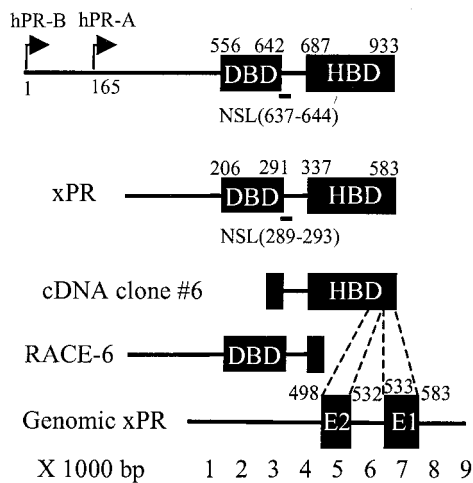 hPR-B hPR-A
556 642 687 933
DBD HBD
1 165
NSL(637-644)
206 291 337 583
xPR DBD HBD
NSL(289-293)
cDNA clone #6 HBD
RACE-6 DBD
498 532 533 583
Genomic xPR E2 E1
X 1000 bp 1 2 3 4 5 6 7 8 9